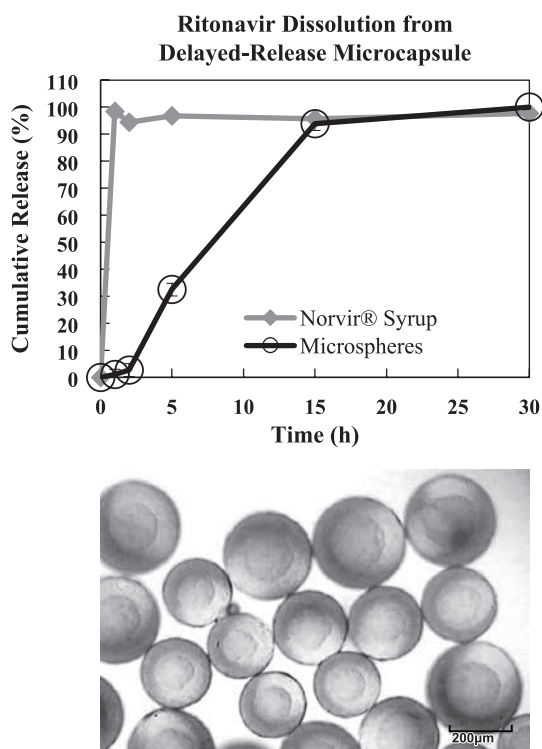 Ritonavir Dissolution from
Delayed-Release Microcapsule
110
100
90
80
70
60
50
40
30
20
10
0
Cumulative Release (%)
Norvir® Syrup
Microspheres
0 5 10 15 20 25 30
Time (h)
200μm